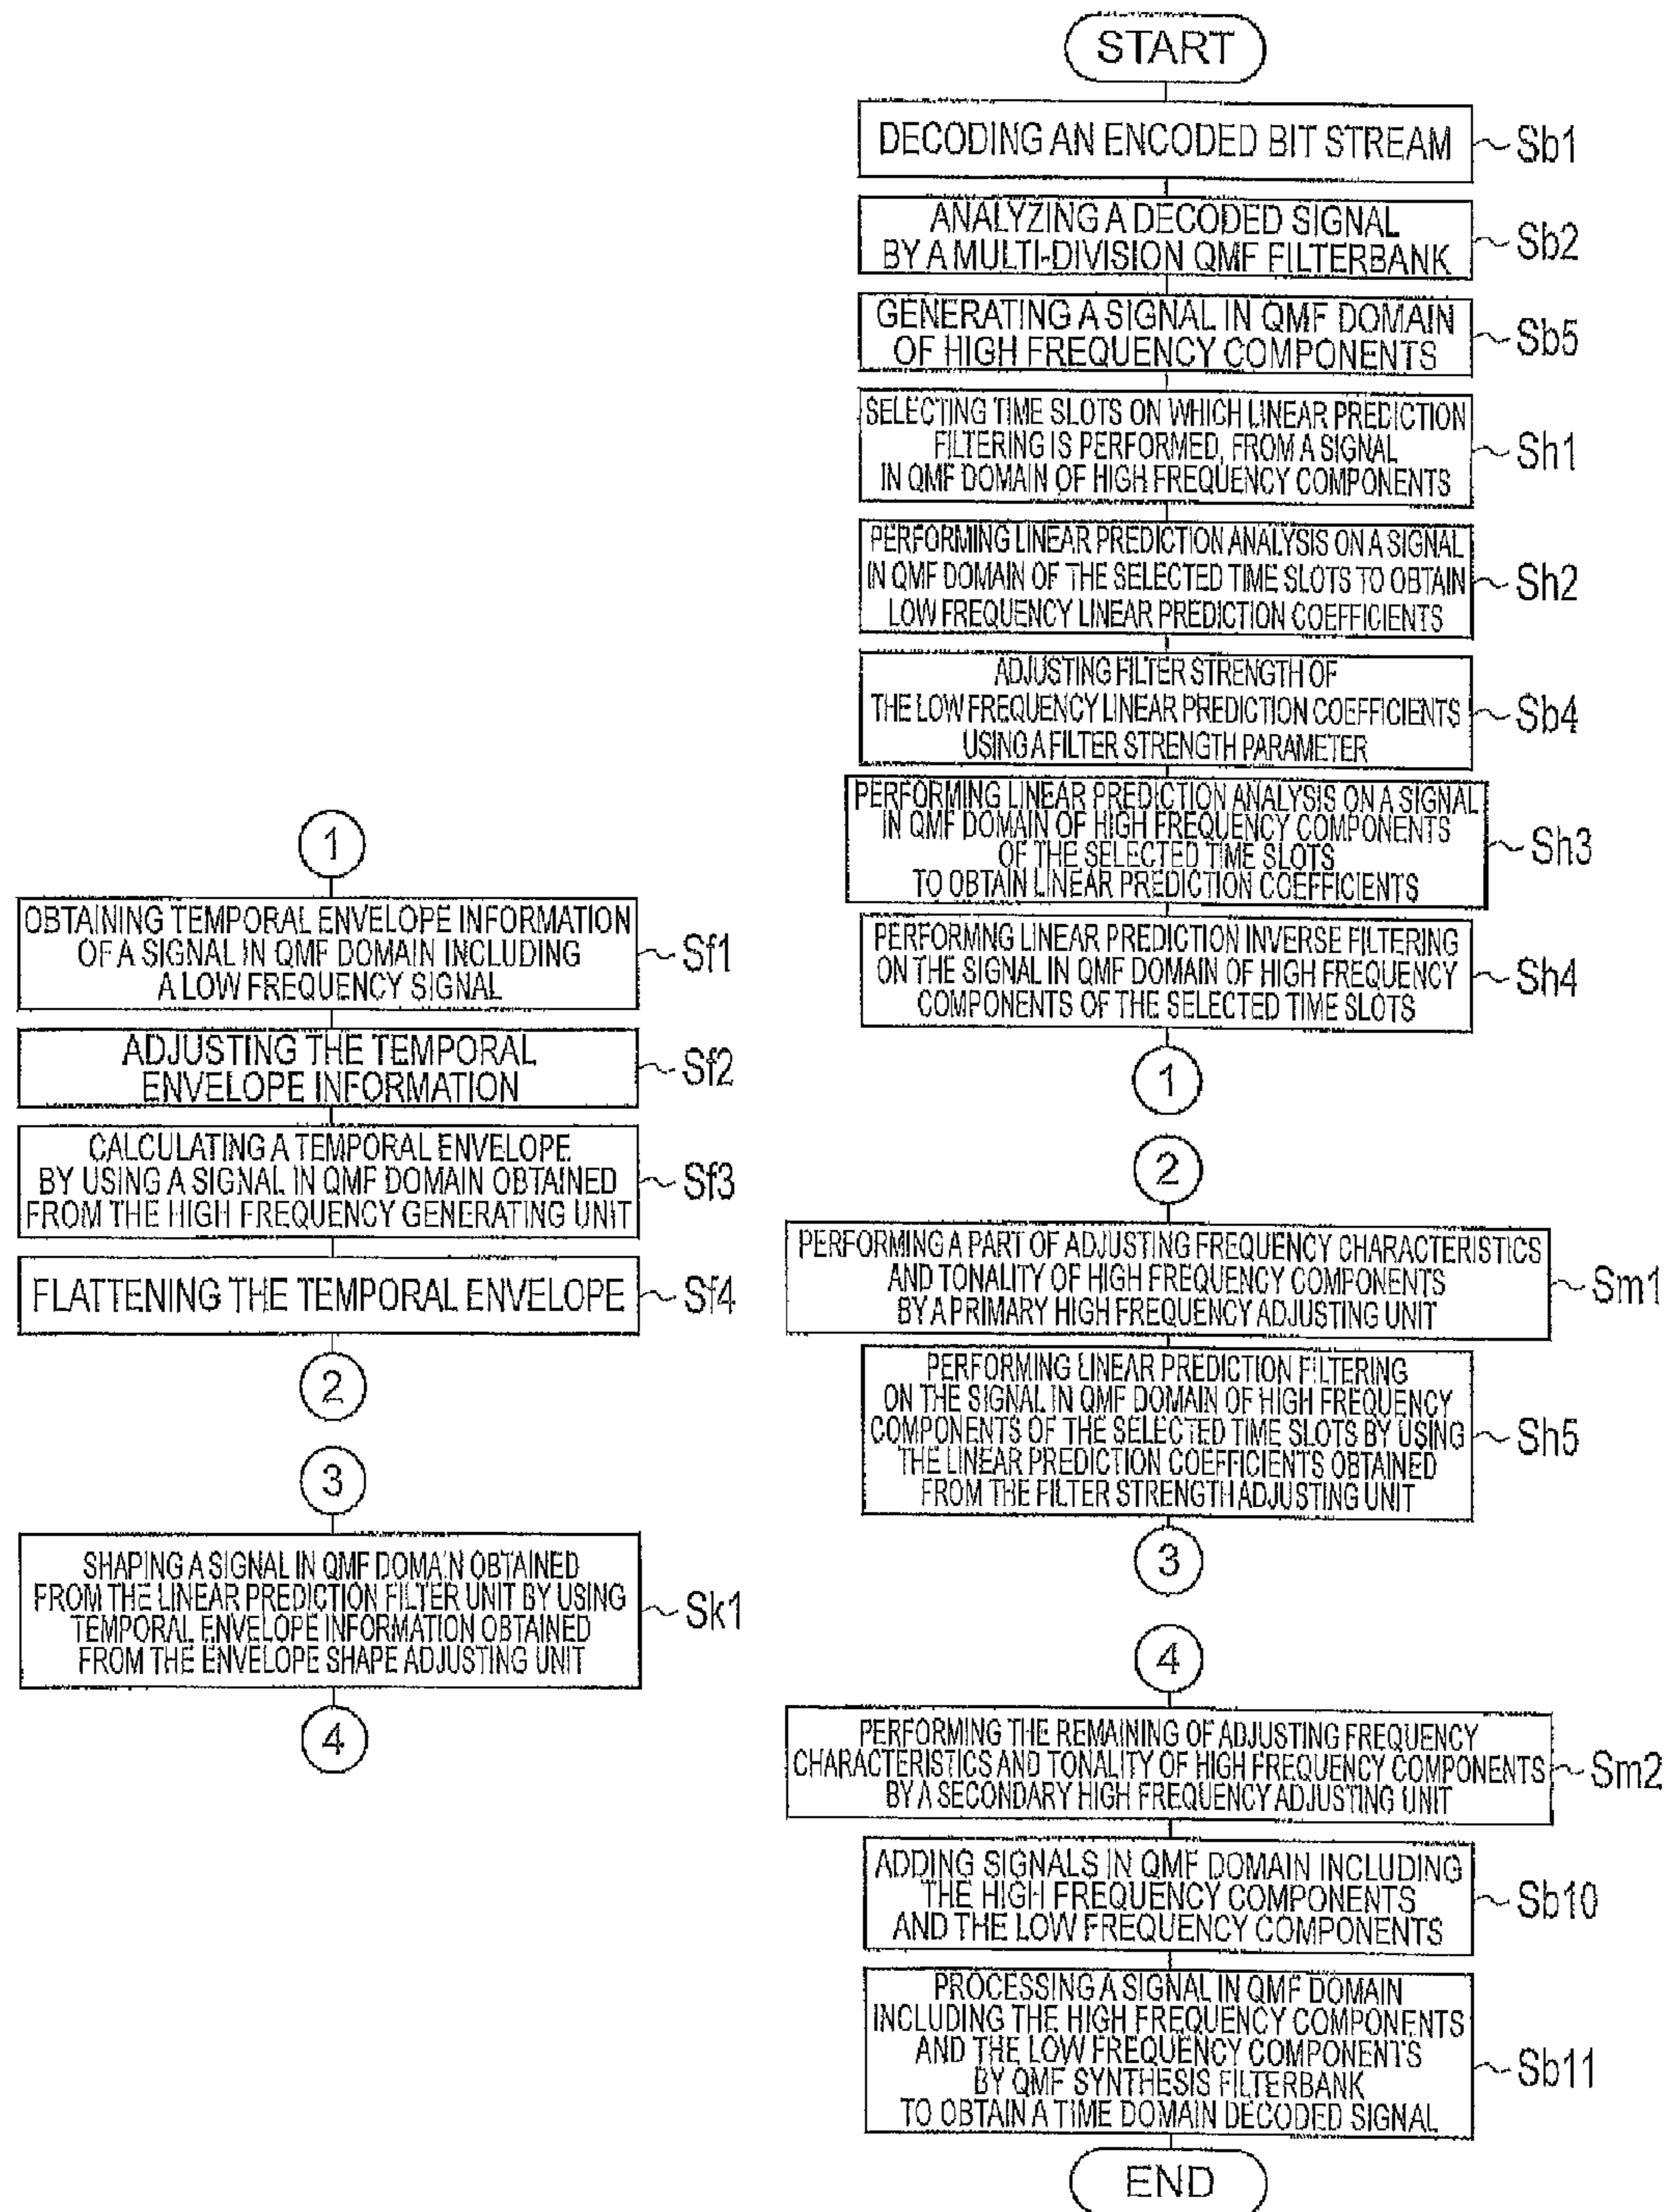 START
DECODING AN ENCODED BIT STREAM
Sb1
ANALYZING A DECODED SIGNAL
BY A MULTI-DIVISION QMF FILTERBANK
Sb2
GENERATING A SIGNAL IN QMF DOMAIN
OF HIGH FREQUENCY COMPONENTS
Sb5
SELECTING TIME SLOTS ON WHICH LINEAR PREDICTION
FILTERING IS PERFORMED, FROM A SIGNAL
IN QMF DOMAIN OF HIGH FREQUENCY COMPONENTS
Sh1
PERFORMING LINEAR PREDICTION ANALYSIS ON A SIGNAL
IN QMF DOMAIN OF THE SELECTED TIME SLOTS TO OBTAIN
LOW FREQUENCY LINEAR PREDICTION COEFFICIENTS
Sh2
ADJUSTING FILTER STRENGTH OF
THE LOW FREQUENCY LINEAR PREDICTION COEFFICIENTS
USING A FILTER STRENGTH PARAMETER
Sb4
PERFORMING LINEAR PREDICTION ANALYSIS ON A SIGNAL
IN QMF DOMAIN OF HIGH FREQUENCY COMPONENTS
OF THE SELECTED TIME SLOTS
TO OBTAIN LINEAR PREDICTION COEFFICIENTS
Sh3
PERFORMNG LINEAR PREDICTION INVERSE FILTERING
ON THE SIGNAL IN QMF DOMAIN OF HIGH FREQUENCY
COMPONENTS OF THE SELECTED TIME SLOTS
Sh4
1
1
OBTAINING TEMPORAL ENVELOPE INFORMATION
OF A SIGNAL IN QMF DOMAIN INCLUDING
A LOW FREQUENCY SIGNAL
Sf1
ADJUSTING THE TEMPORAL
ENVELOPE INFORMATION
Sf2
CALCULATING A TEMPORAL ENVELOPE
BY USING A SIGNAL IN QMF DOMAIN OBTAINED
FROM THE HIGH FREQUENCY GENERATING UNIT
Sf3
FLATTENING THE TEMPORAL ENVELOPE
Sf4
2
2
PERFORMING A PART OF ADJUSTING FREQUENCY CHARACTERISTICS
AND TONALITY OF HIGH FREQUENCY COMPONENTS
BY A PRIMARY HIGH FREQUENCY ADJUSTING UNIT
Sm1
PERFORMING LINEAR PREDICTION FILTERING
ON THE SIGNAL IN QMF DOMAIN OF HIGH FREQUENCY
COMPONENTS OF THE SELECTED TIME SLOTS BY USING
THE LINEAR PREDICTION COEFFICIENTS OBTAINED
FROM THE FILTER STRENGTH ADJUSTING UNIT
Sh5
3
3
SHAPING A SIGNAL IN QMF DOMAIN OBTAINED
FROM THE LINEAR PREDICTION FILTER UNIT BY USING
TEMPORAL ENVELOPE INFORMATION OBTAINED
FROM THE ENVELOPE SHAPE ADJUSTING UNIT
Sk1
4
4
PERFORMING THE REMAINING OF ADJUSTING FREQUENCY
CHARACTERISTICS AND TONALITY OF HIGH FREQUENCY COMPONENTS
BY A SECONDARY HIGH FREQUENCY ADJUSTING UNIT
Sm2
ADDING SIGNALS IN QMF DOMAIN INCLUDING
THE HIGH FREQUENCY COMPONENTS
AND THE LOW FREQUENCY COMPONENTS
Sb10
PROCESSING A SIGNAL IN QMF DOMAIN
INCLUDING THE HIGH FREQUENCY COMPONENTS
AND THE LOW FREQUENCY COMPONENTS
BY QMF SYNTHESIS FILTERBANK
TO OBTAIN A TIME DOMAIN DECODED SIGNAL
Sb11
END